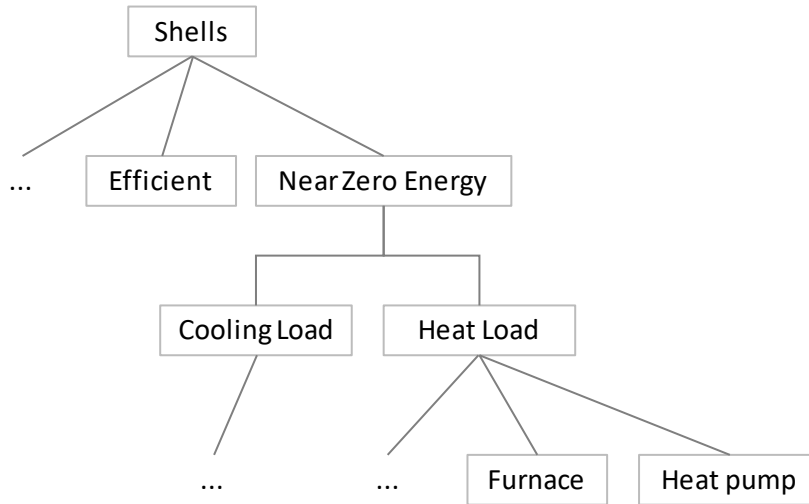 Shells
...
Efficient
Near Zero Energy
Cooling Load
Heat Load
...
...
Furnace
Heat pump